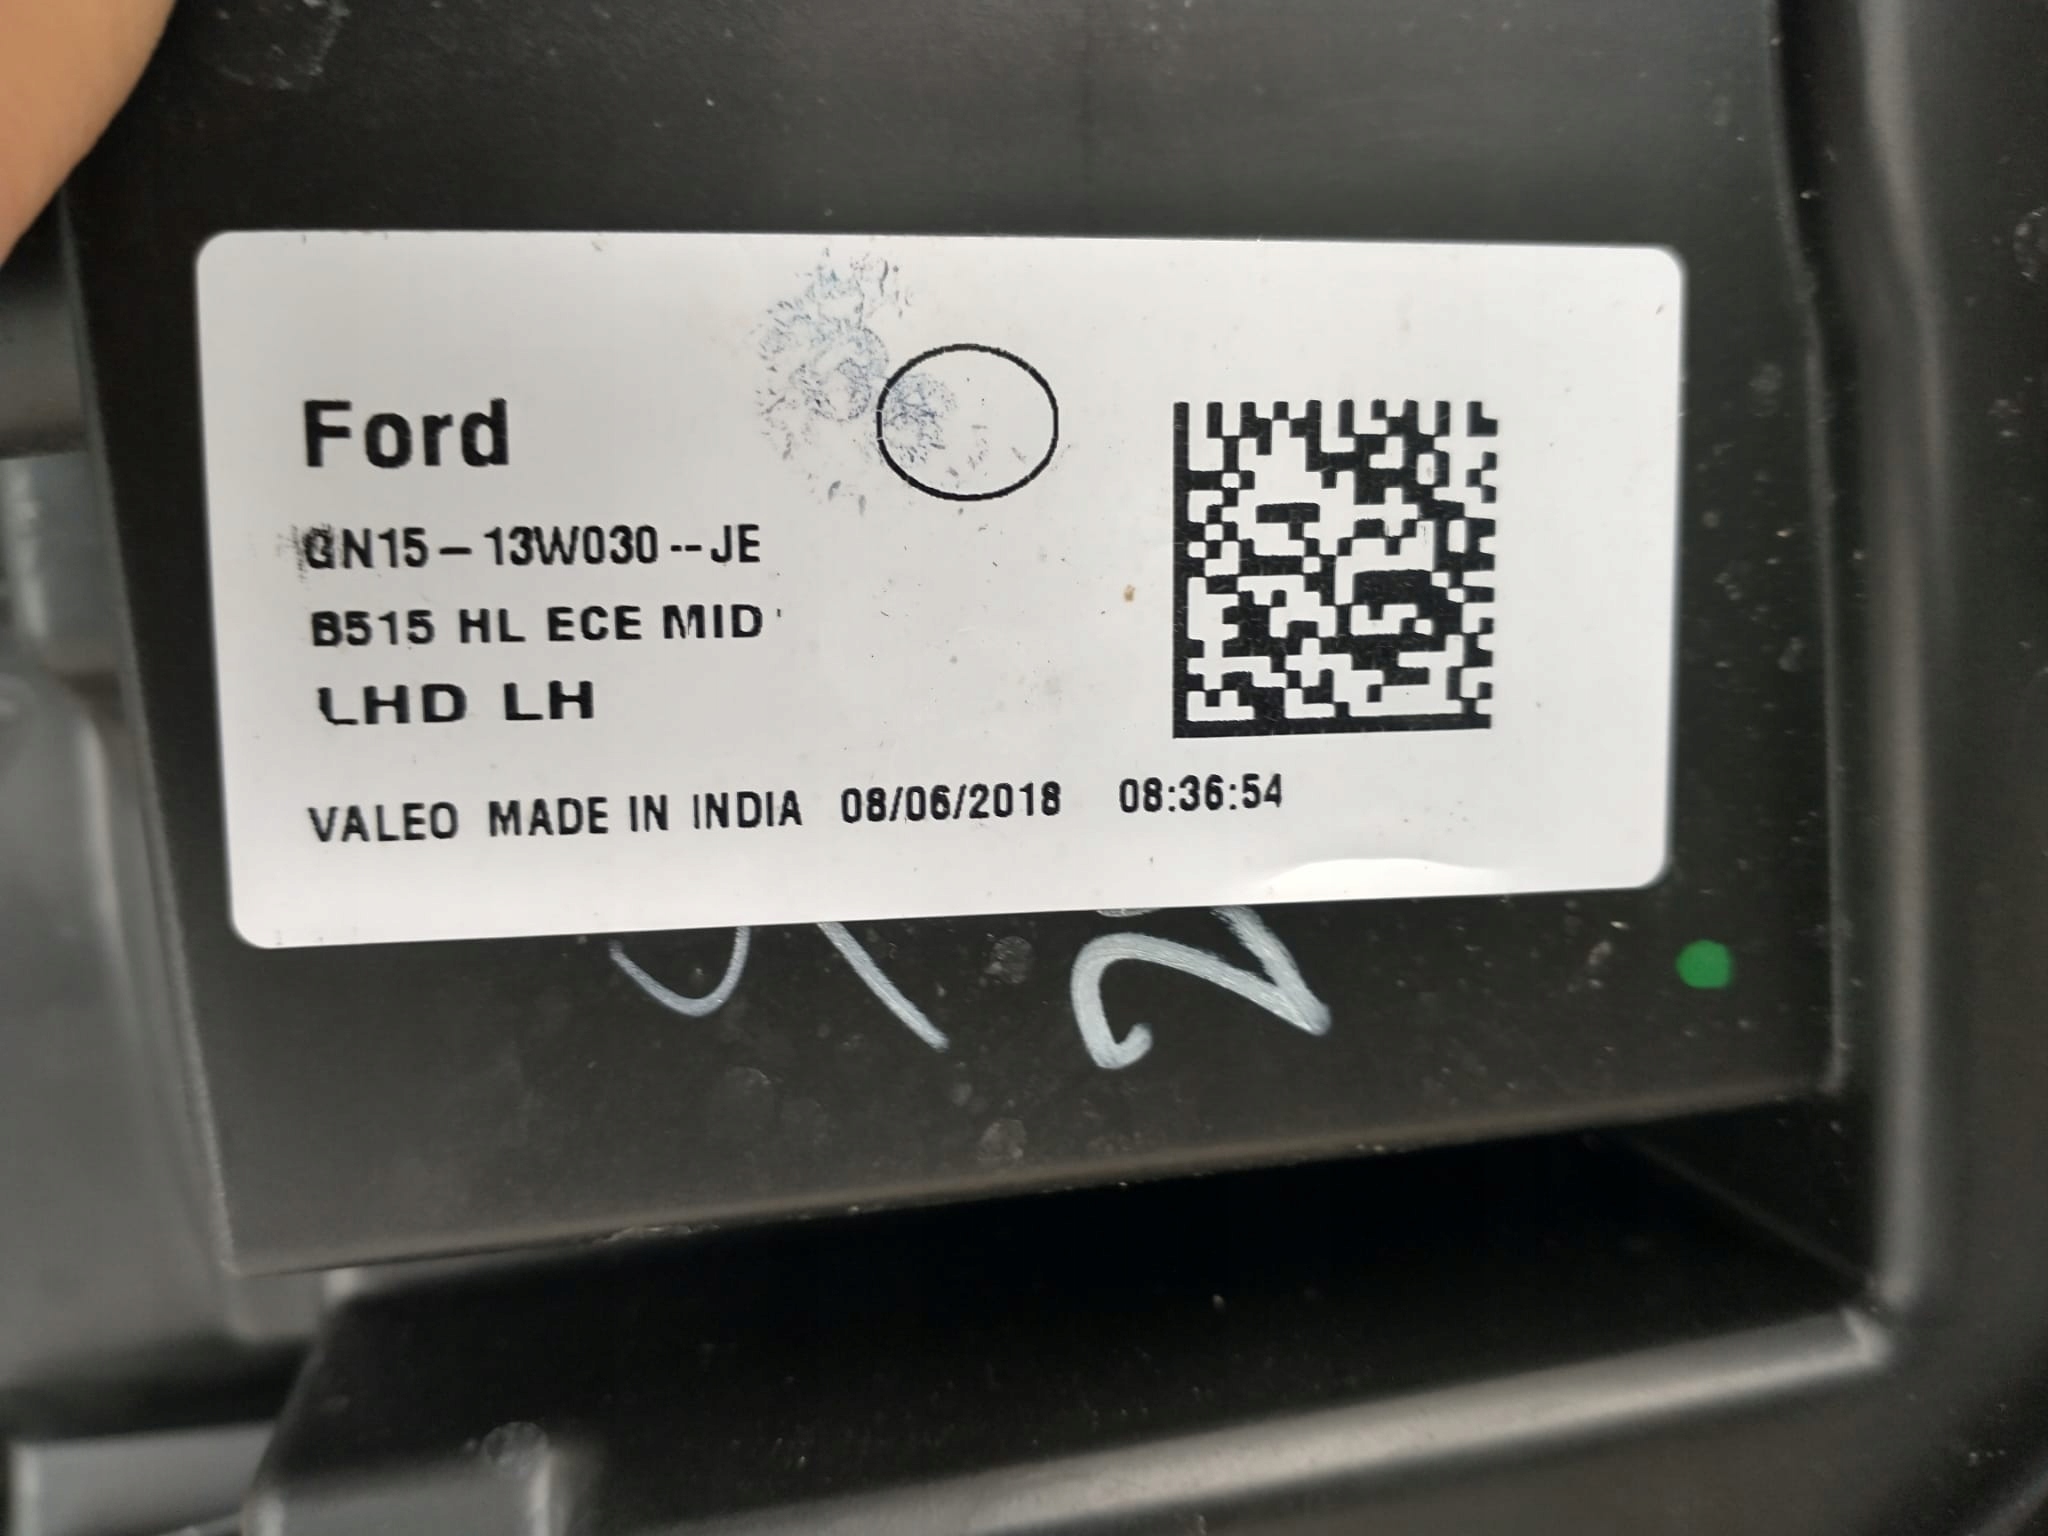 Ford
GN15-13W030--JE
B515 HL ECE MID
LHD LH
VALEO MADE IN INDIA 08/06/2018 08:36:54